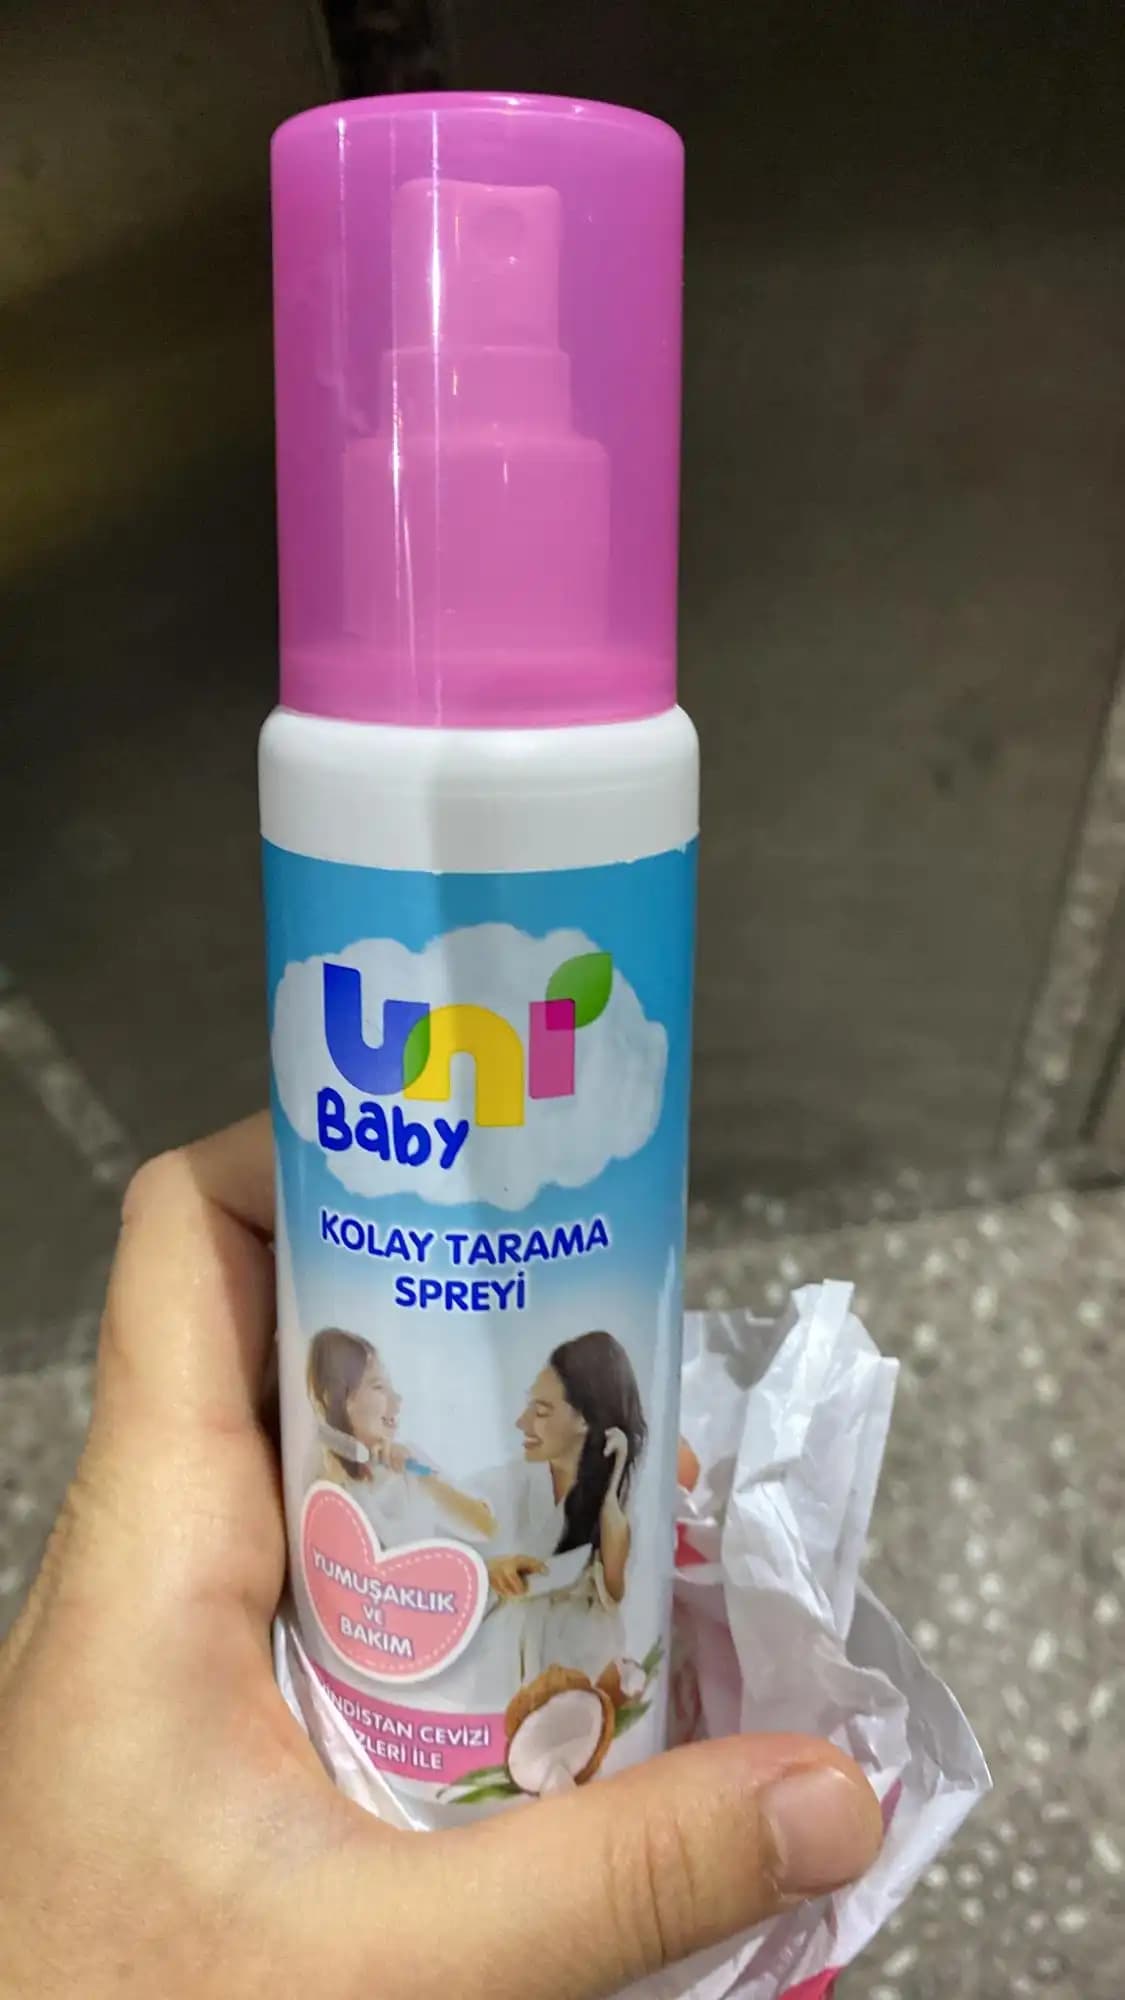 uni
Baby
KOLAY TARAMA
SPREYİ
YUMUŞAKLIK
VE
BAKIM
CEVİZİ
İLE